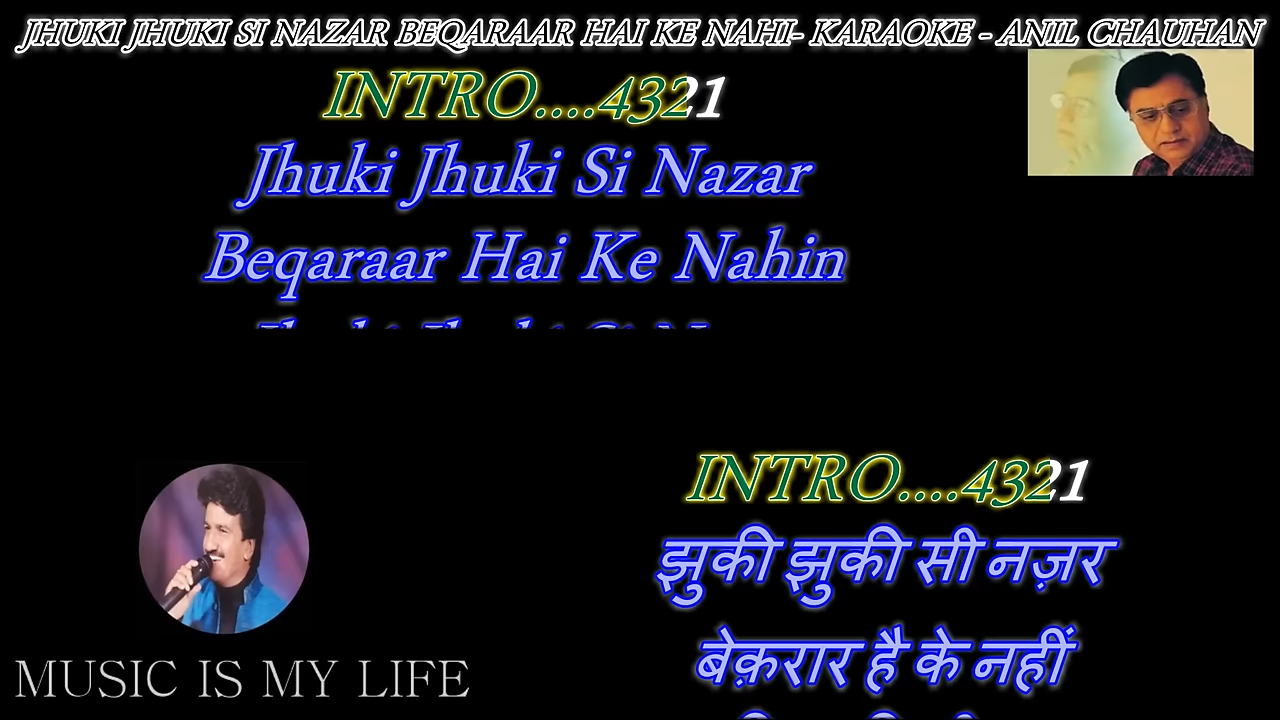 JHUKI JHUKI SI NAZAR BEQARAAR HAI KE NAHI- KARAOKE - ANIL CHAUHAN
INTRO....4321
Jhuki Jhuki Si Nazar
Beqaraar Hai Ke Nahin
INTRO....4321
झुकी झुकी सी नज़र
बेक़रार है के नहीं
MUSIC IS MY LIFE